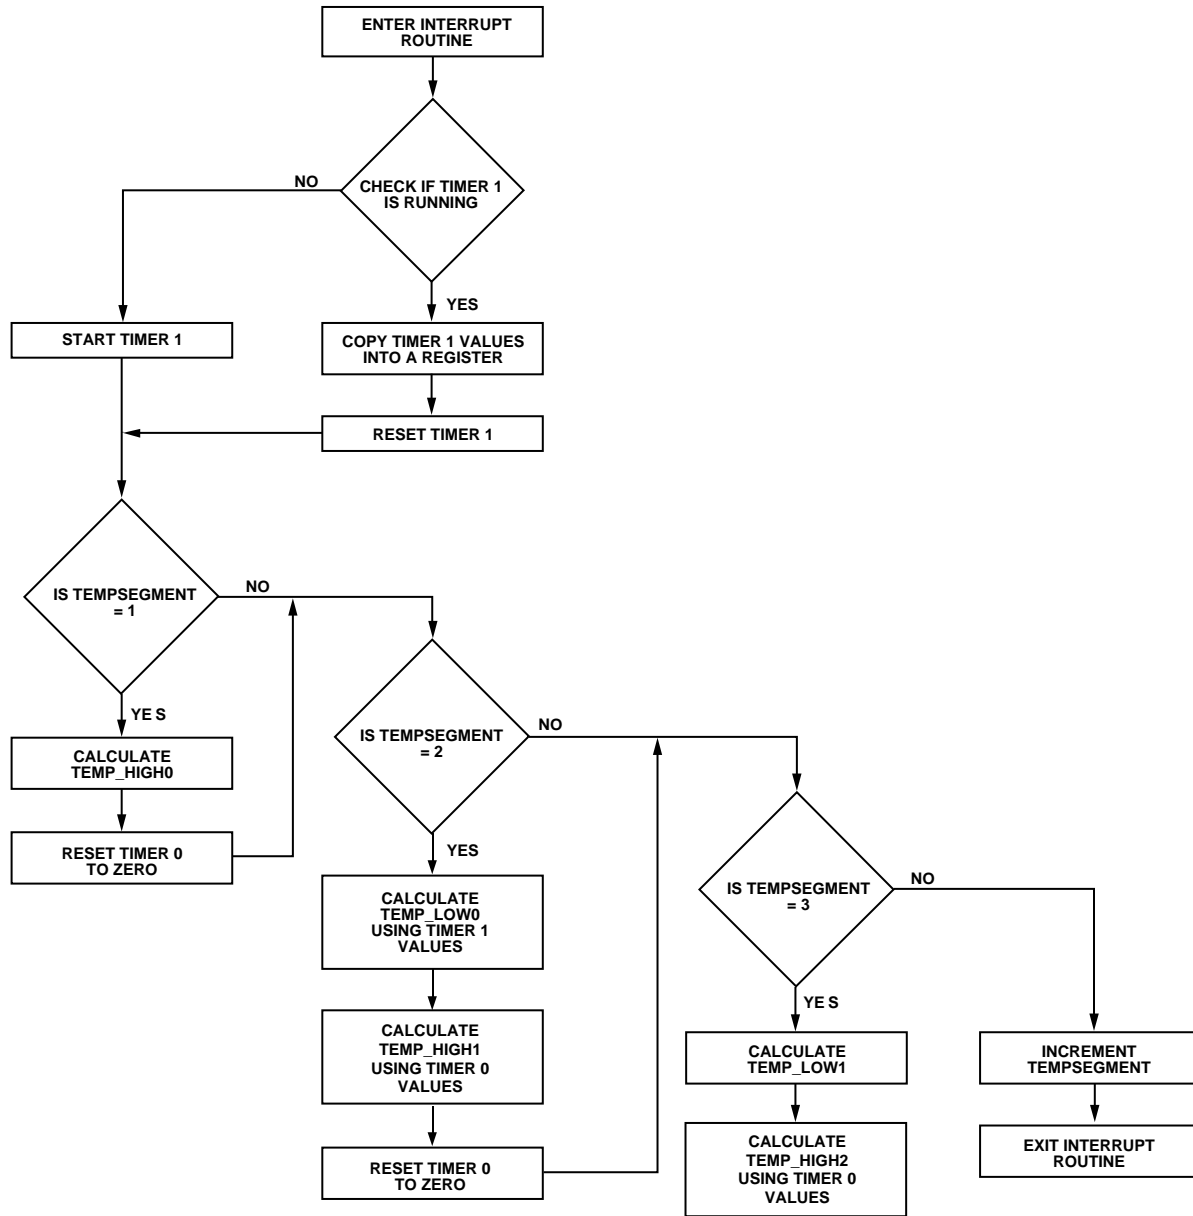 ENTER INTERRUPT
ROUTINE
CHECK IF TIMER 1
IS RUNNING
NO
YES
START TIMER 1
COPY TIMER 1 VALUES
INTO A REGISTER
RESET TIMER 1
IS TEMPSEGMENT
= 1
NO
YE S
CALCULATE
TEMP_HIGH0
RESET TIMER 0
TO ZERO
IS TEMPSEGMENT
= 2
NO
YES
CALCULATE
TEMP_LOW0
USING TIMER 1
VALUES
CALCULATE
TEMP_HIGH1
USING TIMER 0
VALUES
RESET TIMER 0
TO ZERO
IS TEMPSEGMENT
= 3
NO
YE S
CALCULATE
TEMP_LOW1
CALCULATE
TEMP_HIGH2
USING TIMER 0
VALUES
INCREMENT
TEMPSEGMENT
EXIT INTERRUPT
ROUTINE